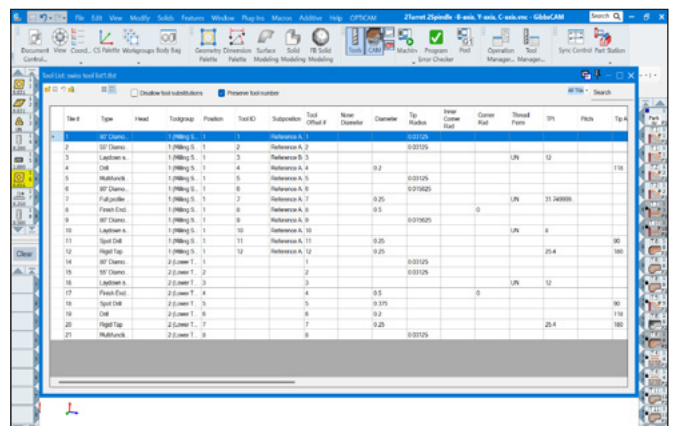 File Edit View Modify Solids Features Window Plug-Ins Macros Additive Help OPTICAM
2Turret 2Spindle -B-axis, Y-axis, C-axis.vnc - GibbsCAM
Search
Document Control... View Coord... CS Palette Workgroups Body Bag Geometry Palette Dimension Palette Surface Modeling Solid Modeling FB Solid Modeling Tools CAM Machin Program Error Checker Post Operation Manager... Tool Manager... Sync Control Part Station
Tool List: swiss tool list1.tlst
Disallow tool substitutions Preserve tool number All Tile Search
Tile # Type Head Toolgroup Position Tool ID Subposition Tool Offset # Nose Diameter Diameter Tip Radius Inner Corner Rad Corner Rad Thread Form TPI Pitch Tip A
1 80° Diamo.. 1 (Milling S.. 1 1 Reference A.. 1 0.03125
2 55° Diamo.. 1 (Milling S.. 1 2 Reference A.. 2 0.03125
3 Laydown s.. 1 (Milling S.. 1 3 Reference B.. 3 UN 12
4 Drill 1 (Milling S.. 1 4 Reference A.. 4 0.2 118
5 Multifuncti.. 1 (Milling S.. 1 5 Reference A.. 5 0.03125
6 1 (Milling S.. 1 6 Reference A.. 6 0.015625
7 Full profile .. 1 (Milling S.. 1 7 Reference A.. 7 0.25 UN 31.749999
8 Finish End.. 1 (Milling S.. 1 8 Reference A.. 8 0.5 0
9 1 (Milling S.. 1 9 Reference A.. 9 0.015625
10 Laydown s.. 1 (Milling S.. 1 10 Reference A.. 10 UN 8
11 Spot Drill 1 (Milling S.. 1 11 Reference A.. 11 0.25 90
12 Rigid Tap 1 (Milling S.. 1 12 Reference A.. 12 0.25 25.4 180
14 80° Diamo.. 2 (Lower T.. 1 1 0.03125
15 55° Diamo.. 2 (Lower T.. 2 2 0.03125
16 Laydown s.. 2 (Lower T.. 3 3 UN 12
17 Finish End.. 2 (Lower T.. 4 4 0.5 0
18 Spot Drill 2 (Lower T.. 5 5 0.375 90
19 Drill 2 (Lower T.. 6 6 0.2 118
20 Rigid Tap 2 (Lower T.. 7 7 0.25 25.4 180
21 Multifuncti.. 2 (Lower T.. 8 8 0.03125
Clear